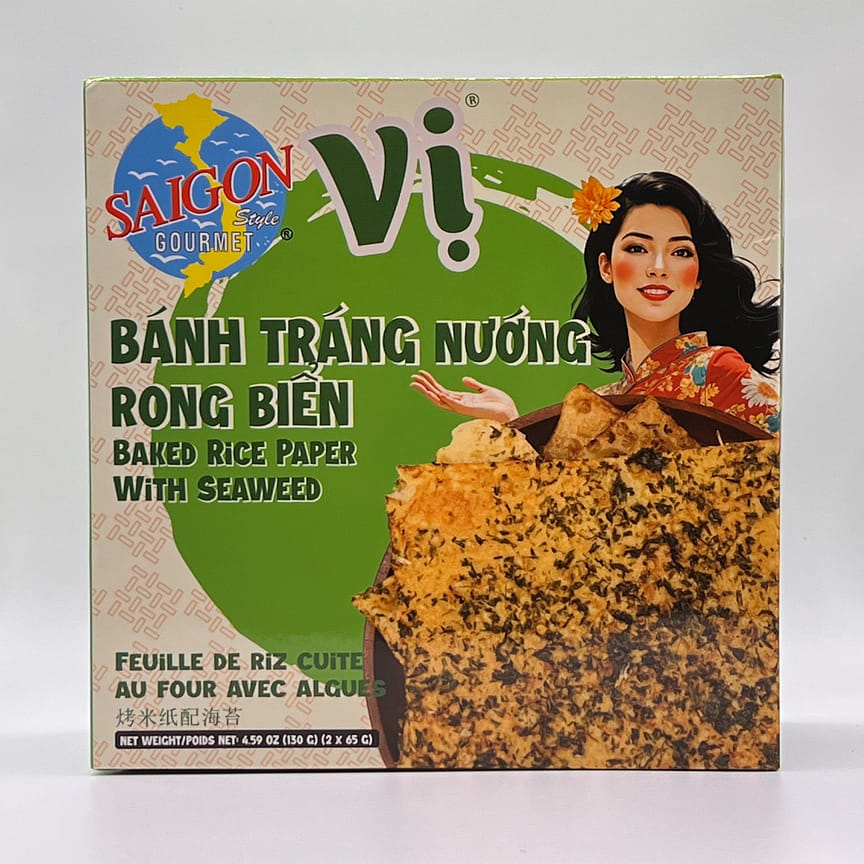 SAIGON
Style
GOURMET ®
Vị ®
BÁNH TRÁNG NƯỚNG
RONG BIỂN
BAKED RICE PAPER
WITH SEAWEED
FEUILLE DE RIZ CUITE
AU FOUR AVEC ALGUES
烤米纸配海苔
NET WEIGHT/POIDS NET: 4.59 OZ (130 G) (2 X 65 G)